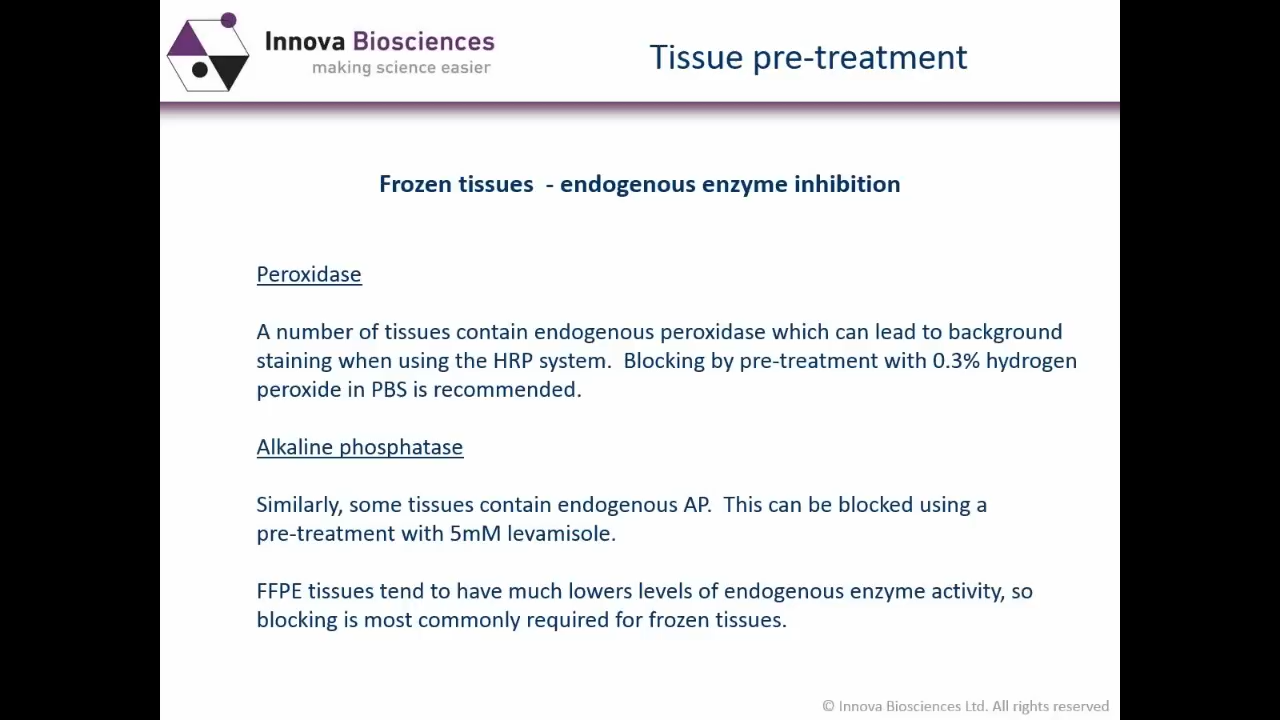 Innova Biosciences
making science easier
Tissue pre-treatment
Frozen tissues - endogenous enzyme inhibition
Peroxidase
A number of tissues contain endogenous peroxidase which can lead to background
staining when using the HRP system. Blocking by pre-treatment with 0.3% hydrogen
peroxide in PBS is recommended.
Alkaline phosphatase
Similarly, some tissues contain endogenous AP. This can be blocked using a
pre-treatment with 5mM levamisole.
FFPE tissues tend to have much lowers levels of endogenous enzyme activity, so
blocking is most commonly required for frozen tissues.
© Innova Biosciences Ltd. All rights reserved